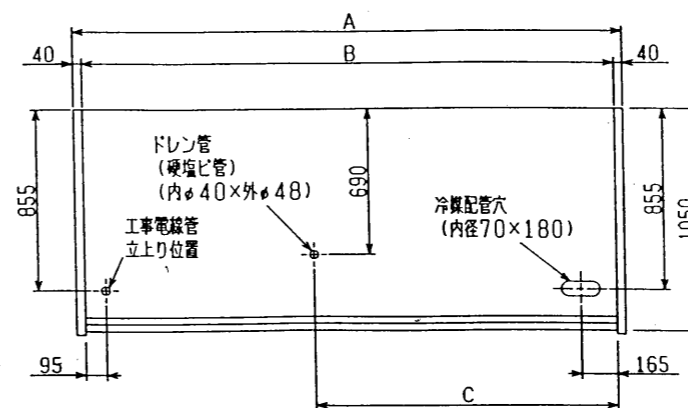 A
40
B
40
ドレン管
(硬塩ビ管)
(内φ40×外φ48)
690
855
855
1050
冷媒配管穴
(内径70×180)
工事電線管
立上り位置
95
165
C